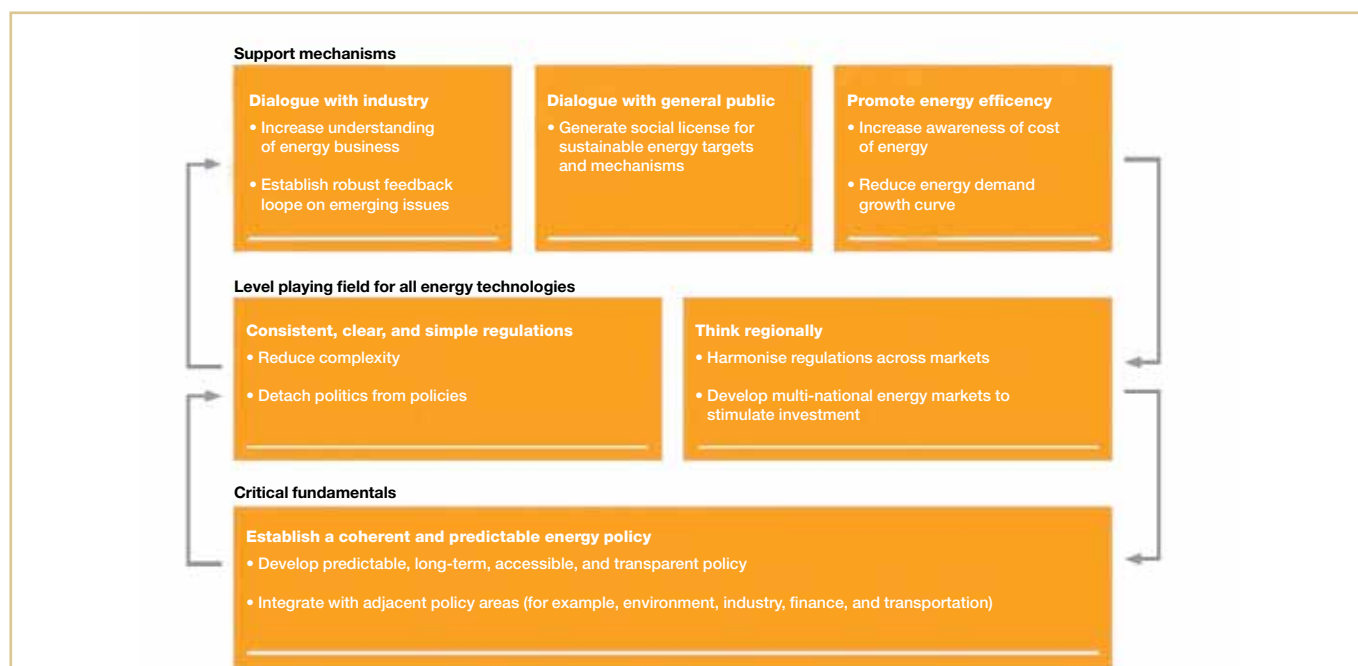 Support mechanisms
Dialogue with industry
• Increase understanding
of energy business
• Establish robust feedback
loope on emerging issues
Dialogue with general public
• Generate social license for
sustainable energy targets
and mechanisms
Promote energy efficency
• Increase awareness of cost
of energy
• Reduce energy demand
growth curve
Level playing field for all energy technologies
Consistent, clear, and simple regulations
• Reduce complexity
• Detach politics from policies
Think regionally
• Harmonise regulations across markets
• Develop multi-national energy markets to
stimulate investment
Critical fundamentals
Establish a coherent and predictable energy policy
• Develop predictable, long-term, accessible, and transparent policy
• Integrate with adjacent policy areas (for example, environment, industry, finance, and transportation)